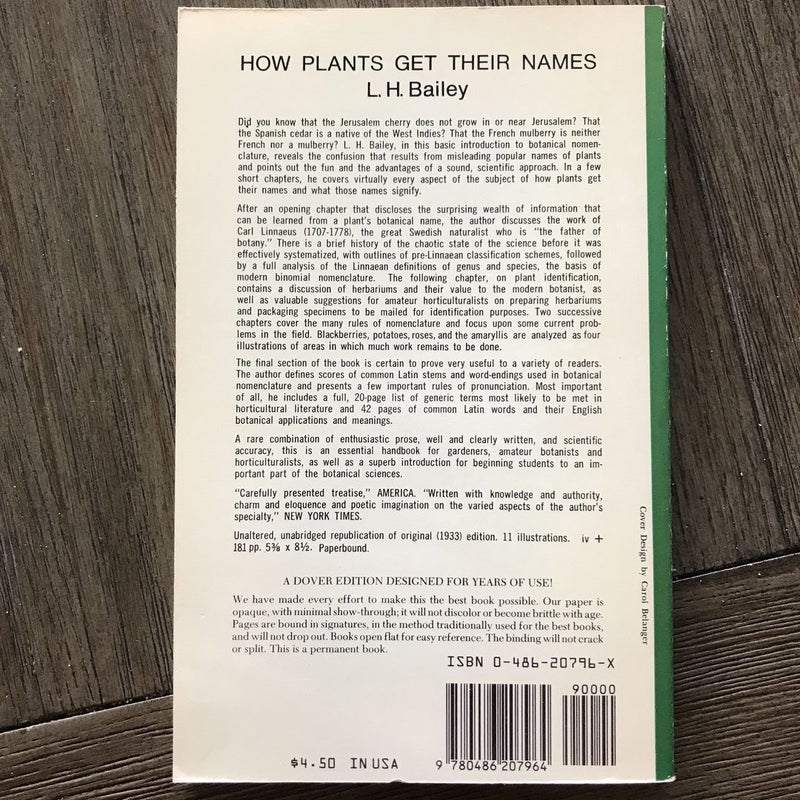 HOW PLANTS GET THEIR NAMES
L. H. Bailey
Did you know that the Jerusalem cherry does not grow in or near Jerusalem? That
the Spanish cedar is a native of the West Indies? That the French mulberry is neither
French nor a mulberry? L. H. Bailey, in this basic introduction to botanical nomen-
clature, reveals the confusion that results from misleading popular names of plants
and points out the fun and the advantages of a sound, scientific approach. In a few
short chapters, he covers virtually every aspect of the subject of how plants get
their names and what those names signify.
After an opening chapter that discloses the surprising wealth of information that
can be learned from a plant's botanical name, the author discusses the work of
Carl Linnaeus (1707-1778), the great Swedish naturalist who is "the father of
botany." There is a brief history of the chaotic state of the science before it was
effectively systematized, with outlines of pre-Linnaean classification schemes, followed
by a full analysis of the Linnaean definitions of genus and species, the basis of
modern binomial nomenclature. The following chapter, on plant identification,
contains a discussion of herbariums and their value to the modern botanist, as
well as valuable suggestions for amateur horticulturalists on preparing herbariums
and packaging specimens to be mailed for identification purposes. Two successive
chapters cover the many rules of nomenclature and focus upon some current prob-
lems in the field. Blackberries, potatoes, roses, and the amaryllis are analyzed as four
illustrations of areas in which much work remains to be done.
The final section of the book is certain to prove very useful to a variety of readers.
The author defines scores of common Latin stems and word-endings used in botanical
nomenclature and presents a few important rules of pronunciation. Most important
of all, he includes a full, 20-page list of generic terms most likely to be met in
horticultural literature and 42 pages of common Latin words and their English
botanical applications and meanings.
A rare combination of enthusiastic prose, well and clearly written, and scientific
accuracy, this is an essential handbook for gardeners, amateur botanists and
horticulturalists, as well as a superb introduction for beginning students to an im-
portant part of the botanical sciences.
"Carefully presented treatise," AMERICA. "Written with knowledge and authority,
charm and eloquence and poetic imagination on the varied aspects of the author's
specialty," NEW YORK TIMES.
Unaltered, unabridged republication of original (1933) edition. 11 illustrations. iv +
181 pp. 5⅜ x 8½. Paperbound.
A DOVER EDITION DESIGNED FOR YEARS OF USE!
We have made every effort to make this the best book possible. Our paper is
opaque, with minimal show-through; it will not discolor or become brittle with age.
Pages are bound in signatures, in the method traditionally used for the best books,
and will not drop out. Books open flat for easy reference. The binding will not crack
or split. This is a permanent book.
ISBN 0-486-20796-X
90000
$4.50 IN USA
9 780486 207964
Cover Design by Carol Belanger